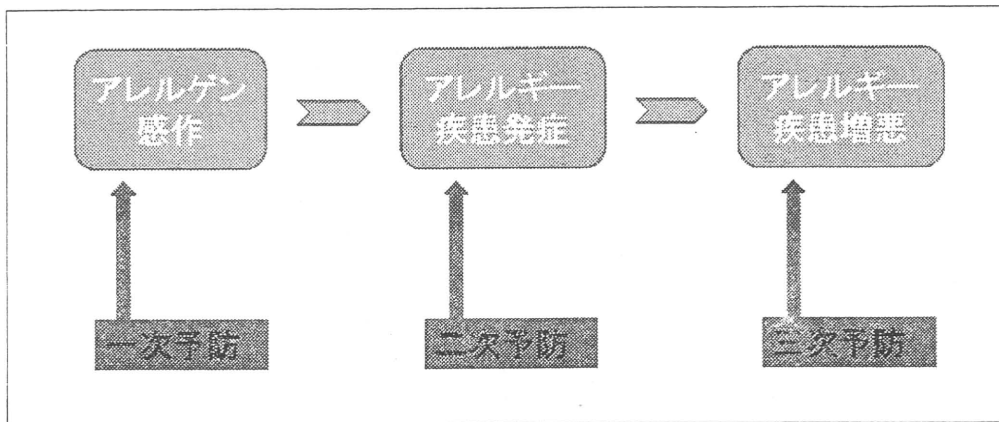 アレルゲン
感作
アレルギー
疾患発症
アレルギー
疾患増悪
一次予防
二次予防
三次予防